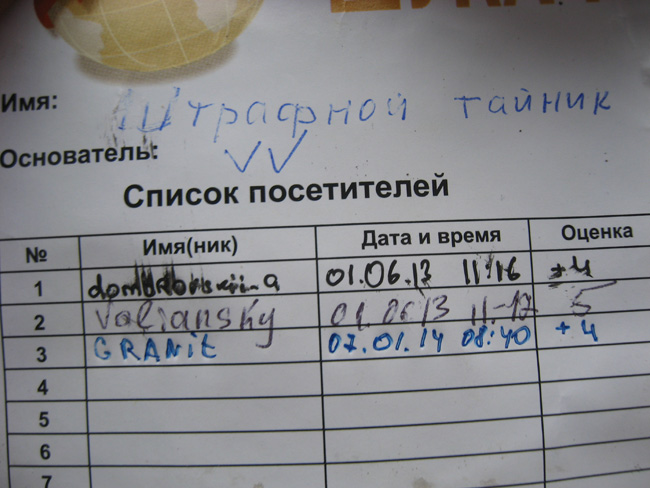 Имя: Штрафной тайник
Основатель: VV
Список посетителей
№ Имя(ник) Дата и время Оценка
1 01.06.13 11:16 +4
2 Valiansky 01.06.13 11-17 5
3 GRANit 07.01.14 08:40 +4
4
5
6
7